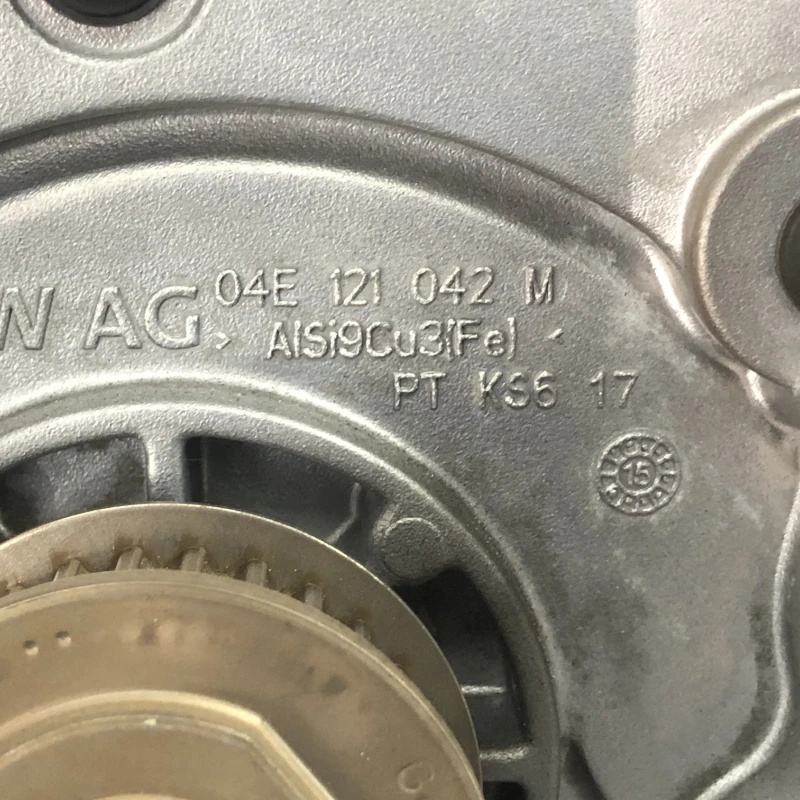 W AG 04E 121 042 M
> AlSi9Cu3(Fe) <
PT KS6 17
15